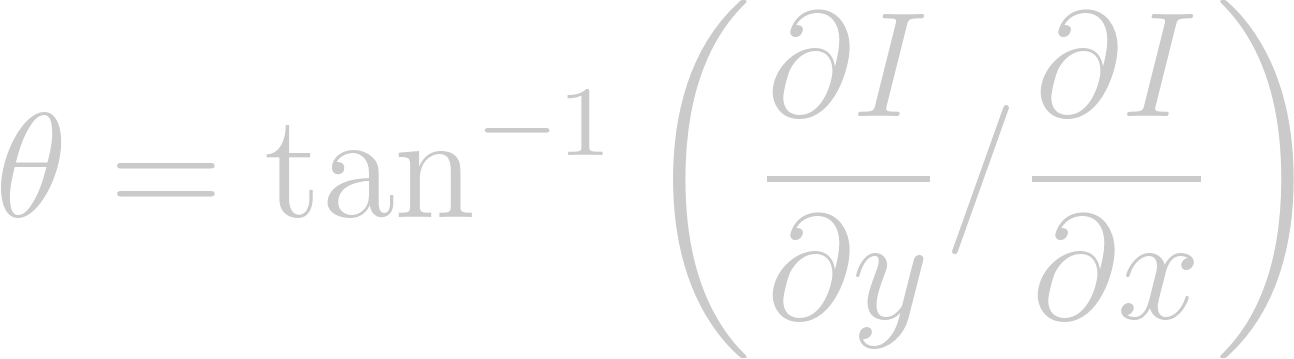 θ = tan⁻¹ (∂I/∂y / ∂I/∂x)